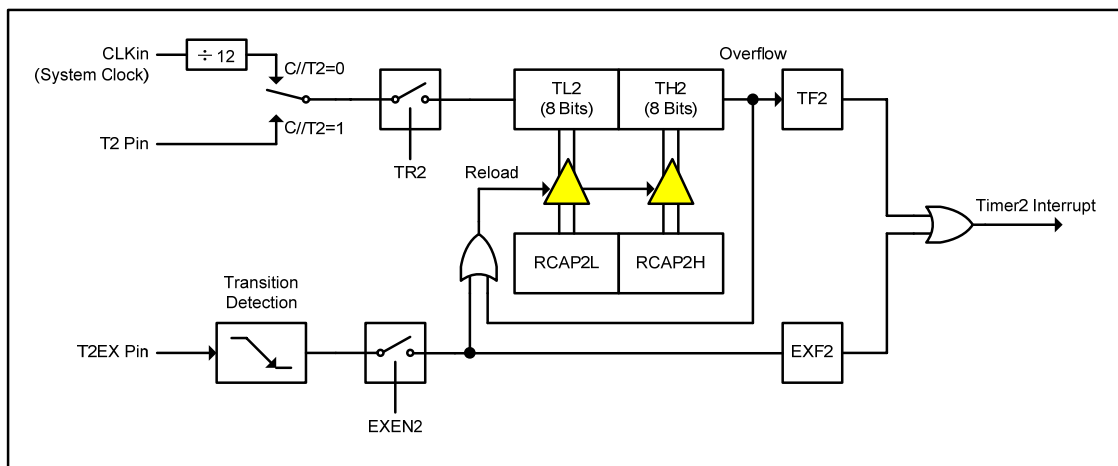 CLKin
(System Clock)
÷ 12
C//T2=0
C//T2=1
T2 Pin
TR2
TL2
(8 Bits)
TH2
(8 Bits)
Overflow
TF2
Reload
RCAP2L
RCAP2H
Timer2 Interrupt
Transition
Detection
T2EX Pin
EXEN2
EXF2